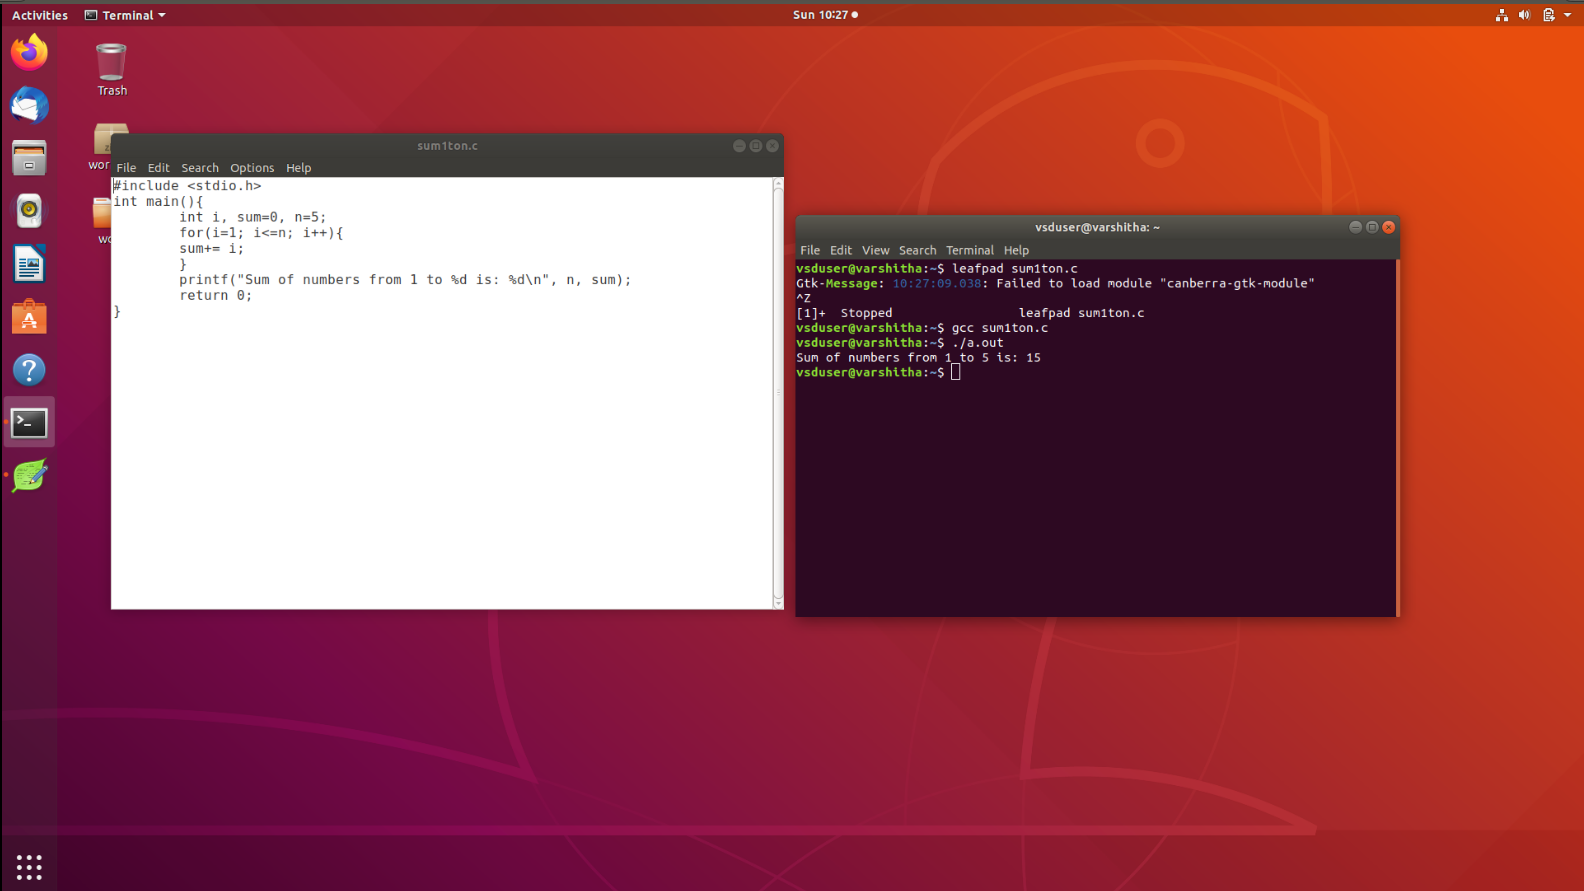 Activities Terminal Sun 10:27
Trash
wor
wo
sum1ton.c
File Edit Search Options Help
#include <stdio.h>
int main(){
        int i, sum=0, n=5;
        for(i=1; i<=n; i++){
        sum+= i;
        }
        printf("Sum of numbers from 1 to %d is: %d\n", n, sum);
        return 0;
}
vsduser@varshitha: ~
File Edit View Search Terminal Help
vsduser@varshitha:~$ leafpad sum1ton.c
Gtk-Message: 10:27:09.038: Failed to load module "canberra-gtk-module"
^Z
[1]+  Stopped                 leafpad sum1ton.c
vsduser@varshitha:~$ gcc sum1ton.c
vsduser@varshitha:~$ ./a.out
Sum of numbers from 1 to 5 is: 15
vsduser@varshitha:~$